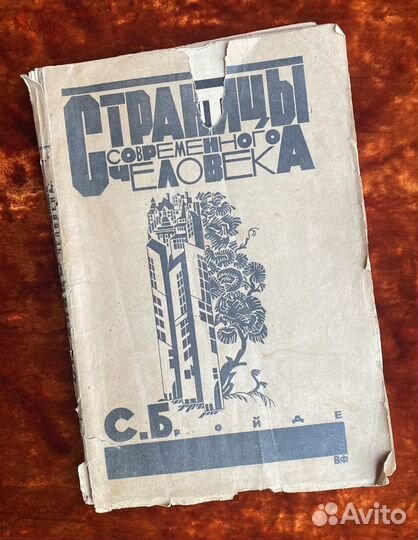 СТРАНИЦЫ
СОВРЕМЕННОГО
ЧЕЛОВЕКА
С. Бройде
ВФ
Avito